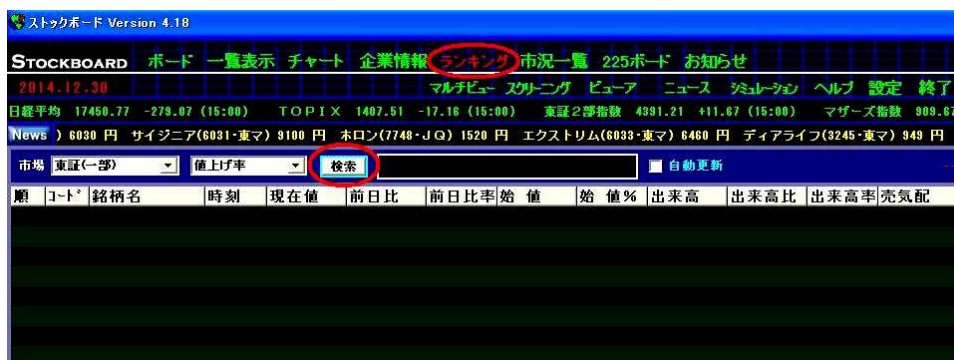 ストックボード Version 4.18
STOCKBOARD ボード 一覧表示 チャート 企業情報 ランキング 市況一覧 225ボード お知らせ
2014.12.30 マルチビュー スクリーニング ビューア ニュース シミュレーション ヘルプ 設定 終了
日経平均 17450.77 -279.07 (15:00) TOPIX 1407.51 -17.16 (15:00) 東証2部指数 4391.21 +11.67 (15:00) マザーズ指数 909.67
News ) 6030 円 サイジニア(6031・東マ) 9100 円 ホロン(7748・JQ) 1520 円 エクストリム(6033・東マ) 6460 円 ディアライフ(3245・東マ) 949 円
市場 東証(一部) 値上げ率 検索 自動更新
順 コード 銘柄名 時刻 現在値 前日比 前日比率 始 値 始 値% 出来高 出来高比 出来高率 売気配